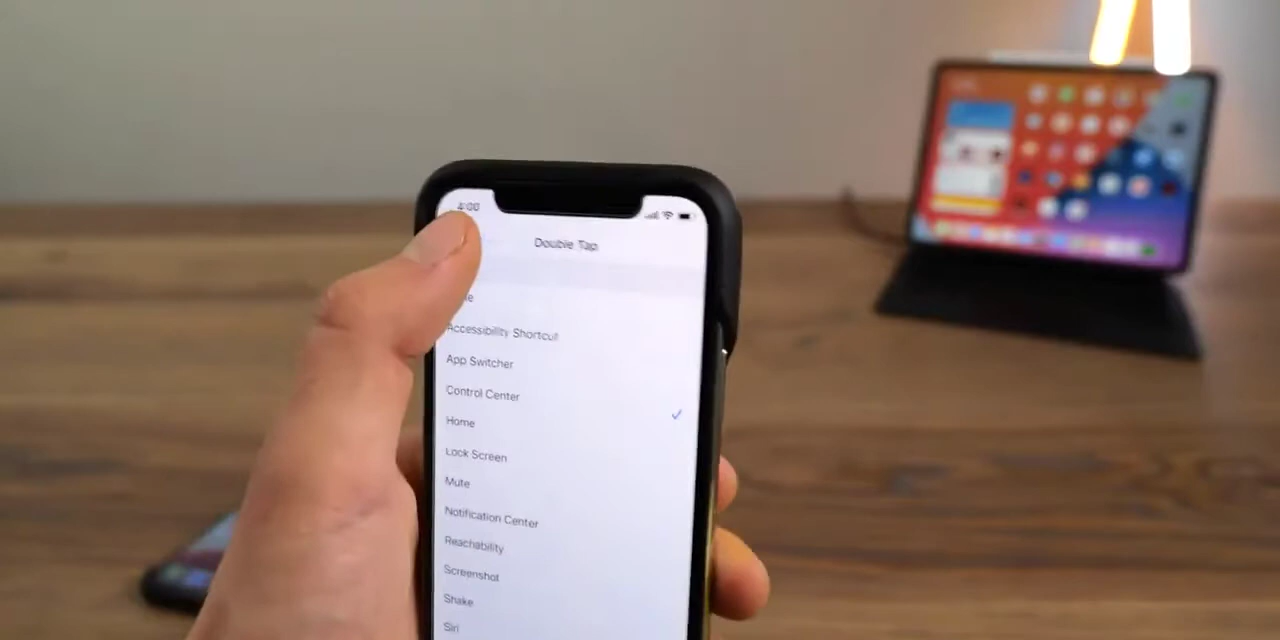 4:00
Double Tap
Accessibility Shortcut
App Switcher
Control Center
Home
Lock Screen
Mute
Notification Center
Reachability
Screenshot
Shake
Siri